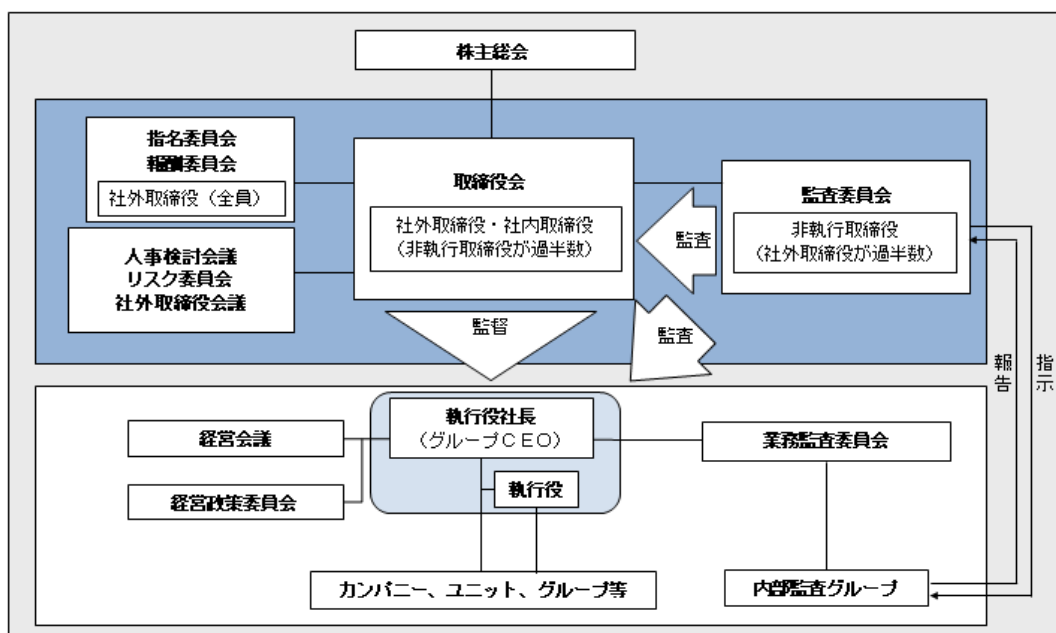 株主総会
指名委員会
報酬委員会
社外取締役（全員）
取締役会
社外取締役・社内取締役
（非執行取締役が過半数）
監査委員会
非執行取締役
（社外取締役が過半数）
監査
人事検討会議
リスク委員会
社外取締役会議
監督
監査
報告
指示
執行役社長
（グループＣＥＯ）
経営会議
業務監査委員会
執行役
経営政策委員会
カンパニー、ユニット、グループ等
内部監査グループ